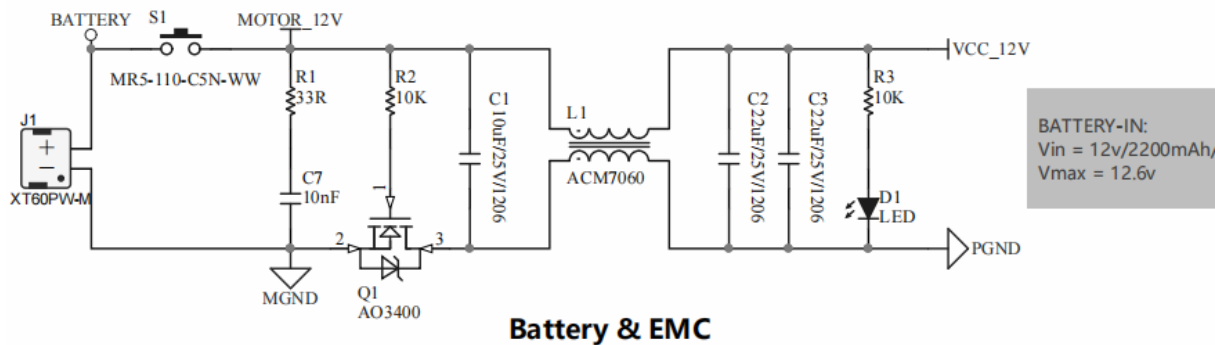 BATTERY
S1
MR5-110-C5N-WW
MOTOR_12V
J1
+
−
XT60PW-M
R1
33R
C7
10nF
MGND
R2
10K
1
2
3
Q1
AO3400
C1
10uF/25V/1206
L1
ACM7060
C2
22uF/25V/1206
C3
22uF/25V/1206
R3
10K
D1
LED
VCC_12V
PGND
BATTERY-IN:
Vin = 12v/2200mAh/
Vmax = 12.6v
Battery & EMC